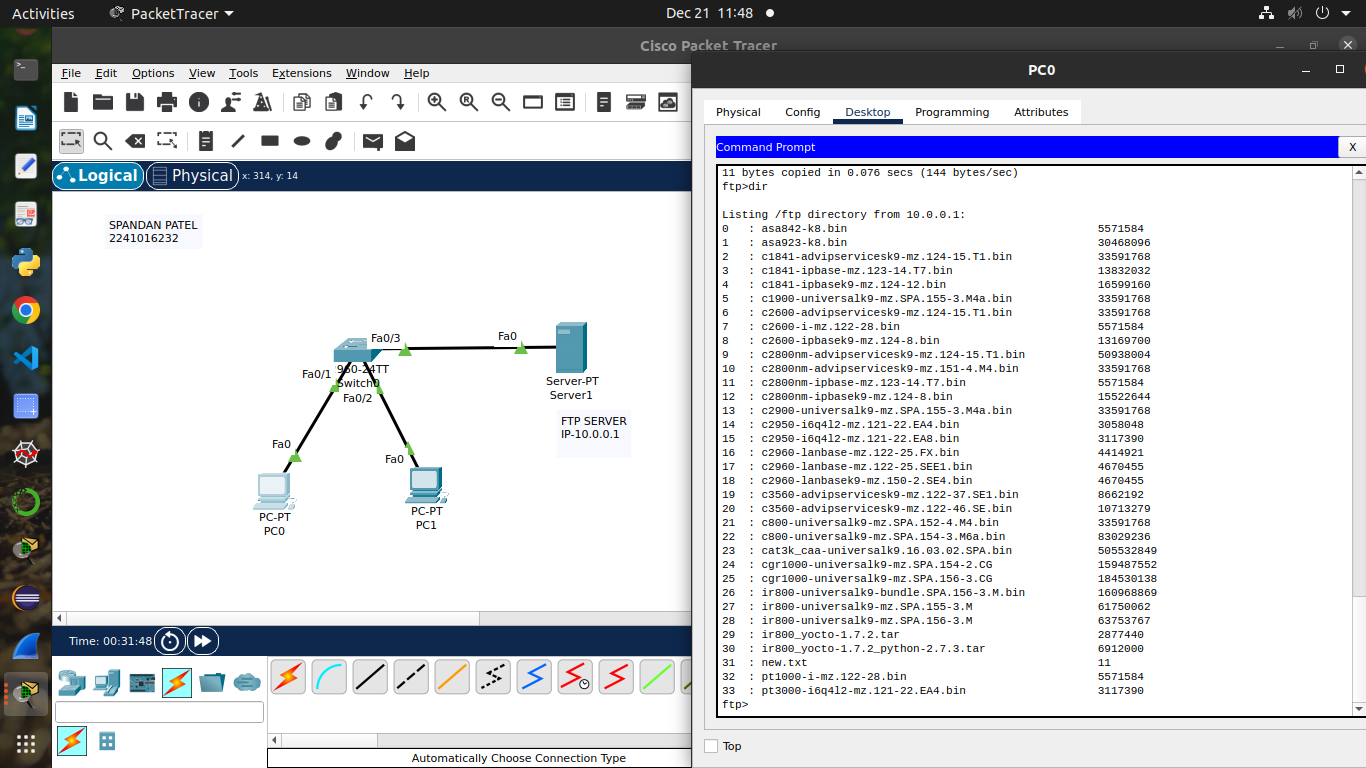 Activities
PacketTracer
Dec 21 11:48
Cisco Packet Tracer
File Edit Options View Tools Extensions Window Help
Logical
Physical
x: 314, y: 14
SPANDAN PATEL
2241016232
Fa0/3
Fa0
960-24TT
Switch0
Fa0/1
Fa0/2
Server-PT
Server1
FTP SERVER
IP-10.0.0.1
Fa0
Fa0
PC-PT
PC0
PC-PT
PC1
Time: 00:31:48
Automatically Choose Connection Type
PC0
Physical Config Desktop Programming Attributes
Command Prompt
X
11 bytes copied in 0.076 secs (144 bytes/sec)
ftp>dir
Listing /ftp directory from 10.0.0.1:
0 : asa842-k8.bin 5571584
1 : asa923-k8.bin 30468096
2 : c1841-advipservicesk9-mz.124-15.T1.bin 33591768
3 : c1841-ipbase-mz.123-14.T7.bin 13832032
4 : c1841-ipbasek9-mz.124-12.bin 16599160
5 : c1900-universalk9-mz.SPA.155-3.M4a.bin 33591768
6 : c2600-advipservicesk9-mz.124-15.T1.bin 33591768
7 : c2600-i-mz.122-28.bin 5571584
8 : c2600-ipbasek9-mz.124-8.bin 13169700
9 : c2800nm-advipservicesk9-mz.124-15.T1.bin 50938004
10 : c2800nm-advipservicesk9-mz.151-4.M4.bin 33591768
11 : c2800nm-ipbase-mz.123-14.T7.bin 5571584
12 : c2800nm-ipbasek9-mz.124-8.bin 15522644
13 : c2900-universalk9-mz.SPA.155-3.M4a.bin 33591768
14 : c2950-i6q4l2-mz.121-22.EA4.bin 3058048
15 : c2950-i6q4l2-mz.121-22.EA8.bin 3117390
16 : c2960-lanbase-mz.122-25.FX.bin 4414921
17 : c2960-lanbase-mz.122-25.SEE1.bin 4670455
18 : c2960-lanbasek9-mz.150-2.SE4.bin 4670455
19 : c3560-advipservicesk9-mz.122-37.SE1.bin 8662192
20 : c3560-advipservicesk9-mz.122-46.SE.bin 10713279
21 : c800-universalk9-mz.SPA.152-4.M4.bin 33591768
22 : c800-universalk9-mz.SPA.154-3.M6a.bin 83029236
23 : cat3k_caa-universalk9.16.03.02.SPA.bin 505532849
24 : cgr1000-universalk9-mz.SPA.154-2.CG 159487552
25 : cgr1000-universalk9-mz.SPA.156-3.CG 184530138
26 : ir800-universalk9-bundle.SPA.156-3.M.bin 160968869
27 : ir800-universalk9-mz.SPA.155-3.M 61750062
28 : ir800-universalk9-mz.SPA.156-3.M 63753767
29 : ir800_yocto-1.7.2.tar 2877440
30 : ir800_yocto-1.7.2_python-2.7.3.tar 6912000
31 : new.txt 11
32 : pt1000-i-mz.122-28.bin 5571584
33 : pt3000-i6q4l2-mz.121-22.EA4.bin 3117390
ftp>
Top